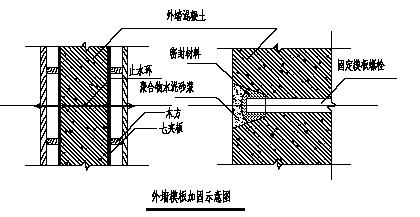 外墙混凝土
密封材料
止水环
固定模板螺栓
聚合物水泥砂浆
木方
七夹板
外墙模板加固示意图